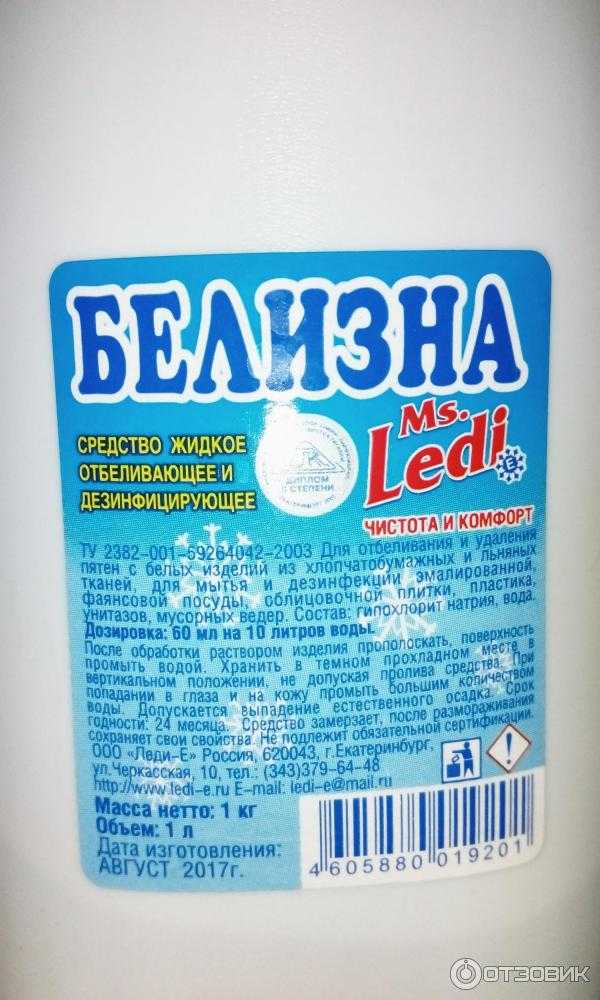 БЕЛИЗНА
Ms.
Ledi
Е
СРЕДСТВО ЖИДКОЕ
ОТБЕЛИВАЮЩЕЕ И
ДЕЗИНФИЦИРУЮЩЕЕ
ДИПЛОМ
СТЕПЕНИ
ЧИСТОТА И КОМФОРТ
ТУ 2382-001-59264042-2003 Для отбеливания и удаления
пятен с белых изделий из хлопчатобумажных и льняных
тканей, для мытья и дезинфекции эмалированной,
фаянсовой посуды, облицовочной плитки, пластика,
унитазов, мусорных ведер. Состав: гипохлорит натрия, вода.
Дозировка: 60 мл на 10 литров воды.
После обработки раствором изделия прополоскать, поверхность
промыть водой. Хранить в темном прохладном месте в
вертикальном положении, не допуская пролива средства. При
попадании в глаза и на кожу промыть большим количеством
воды. Допускается выпадение естественного осадка. Срок
годности: 24 месяца. Средство замерзает, после размораживания
сохраняет свои свойства. Не подлежит обязательной сертификации.
ООО «Леди-Е» Россия, 620043, г.Екатеринбург,
ул.Черкасская, 10, тел.: (343)379-64-48
http://www.ledi-e.ru E-mail: ledi-e@mail.ru
Масса нетто: 1 кг
Объем: 1 л
Дата изготовления:
АВГУСТ 2017г.
4 605880 019201
ОТЗОВИК